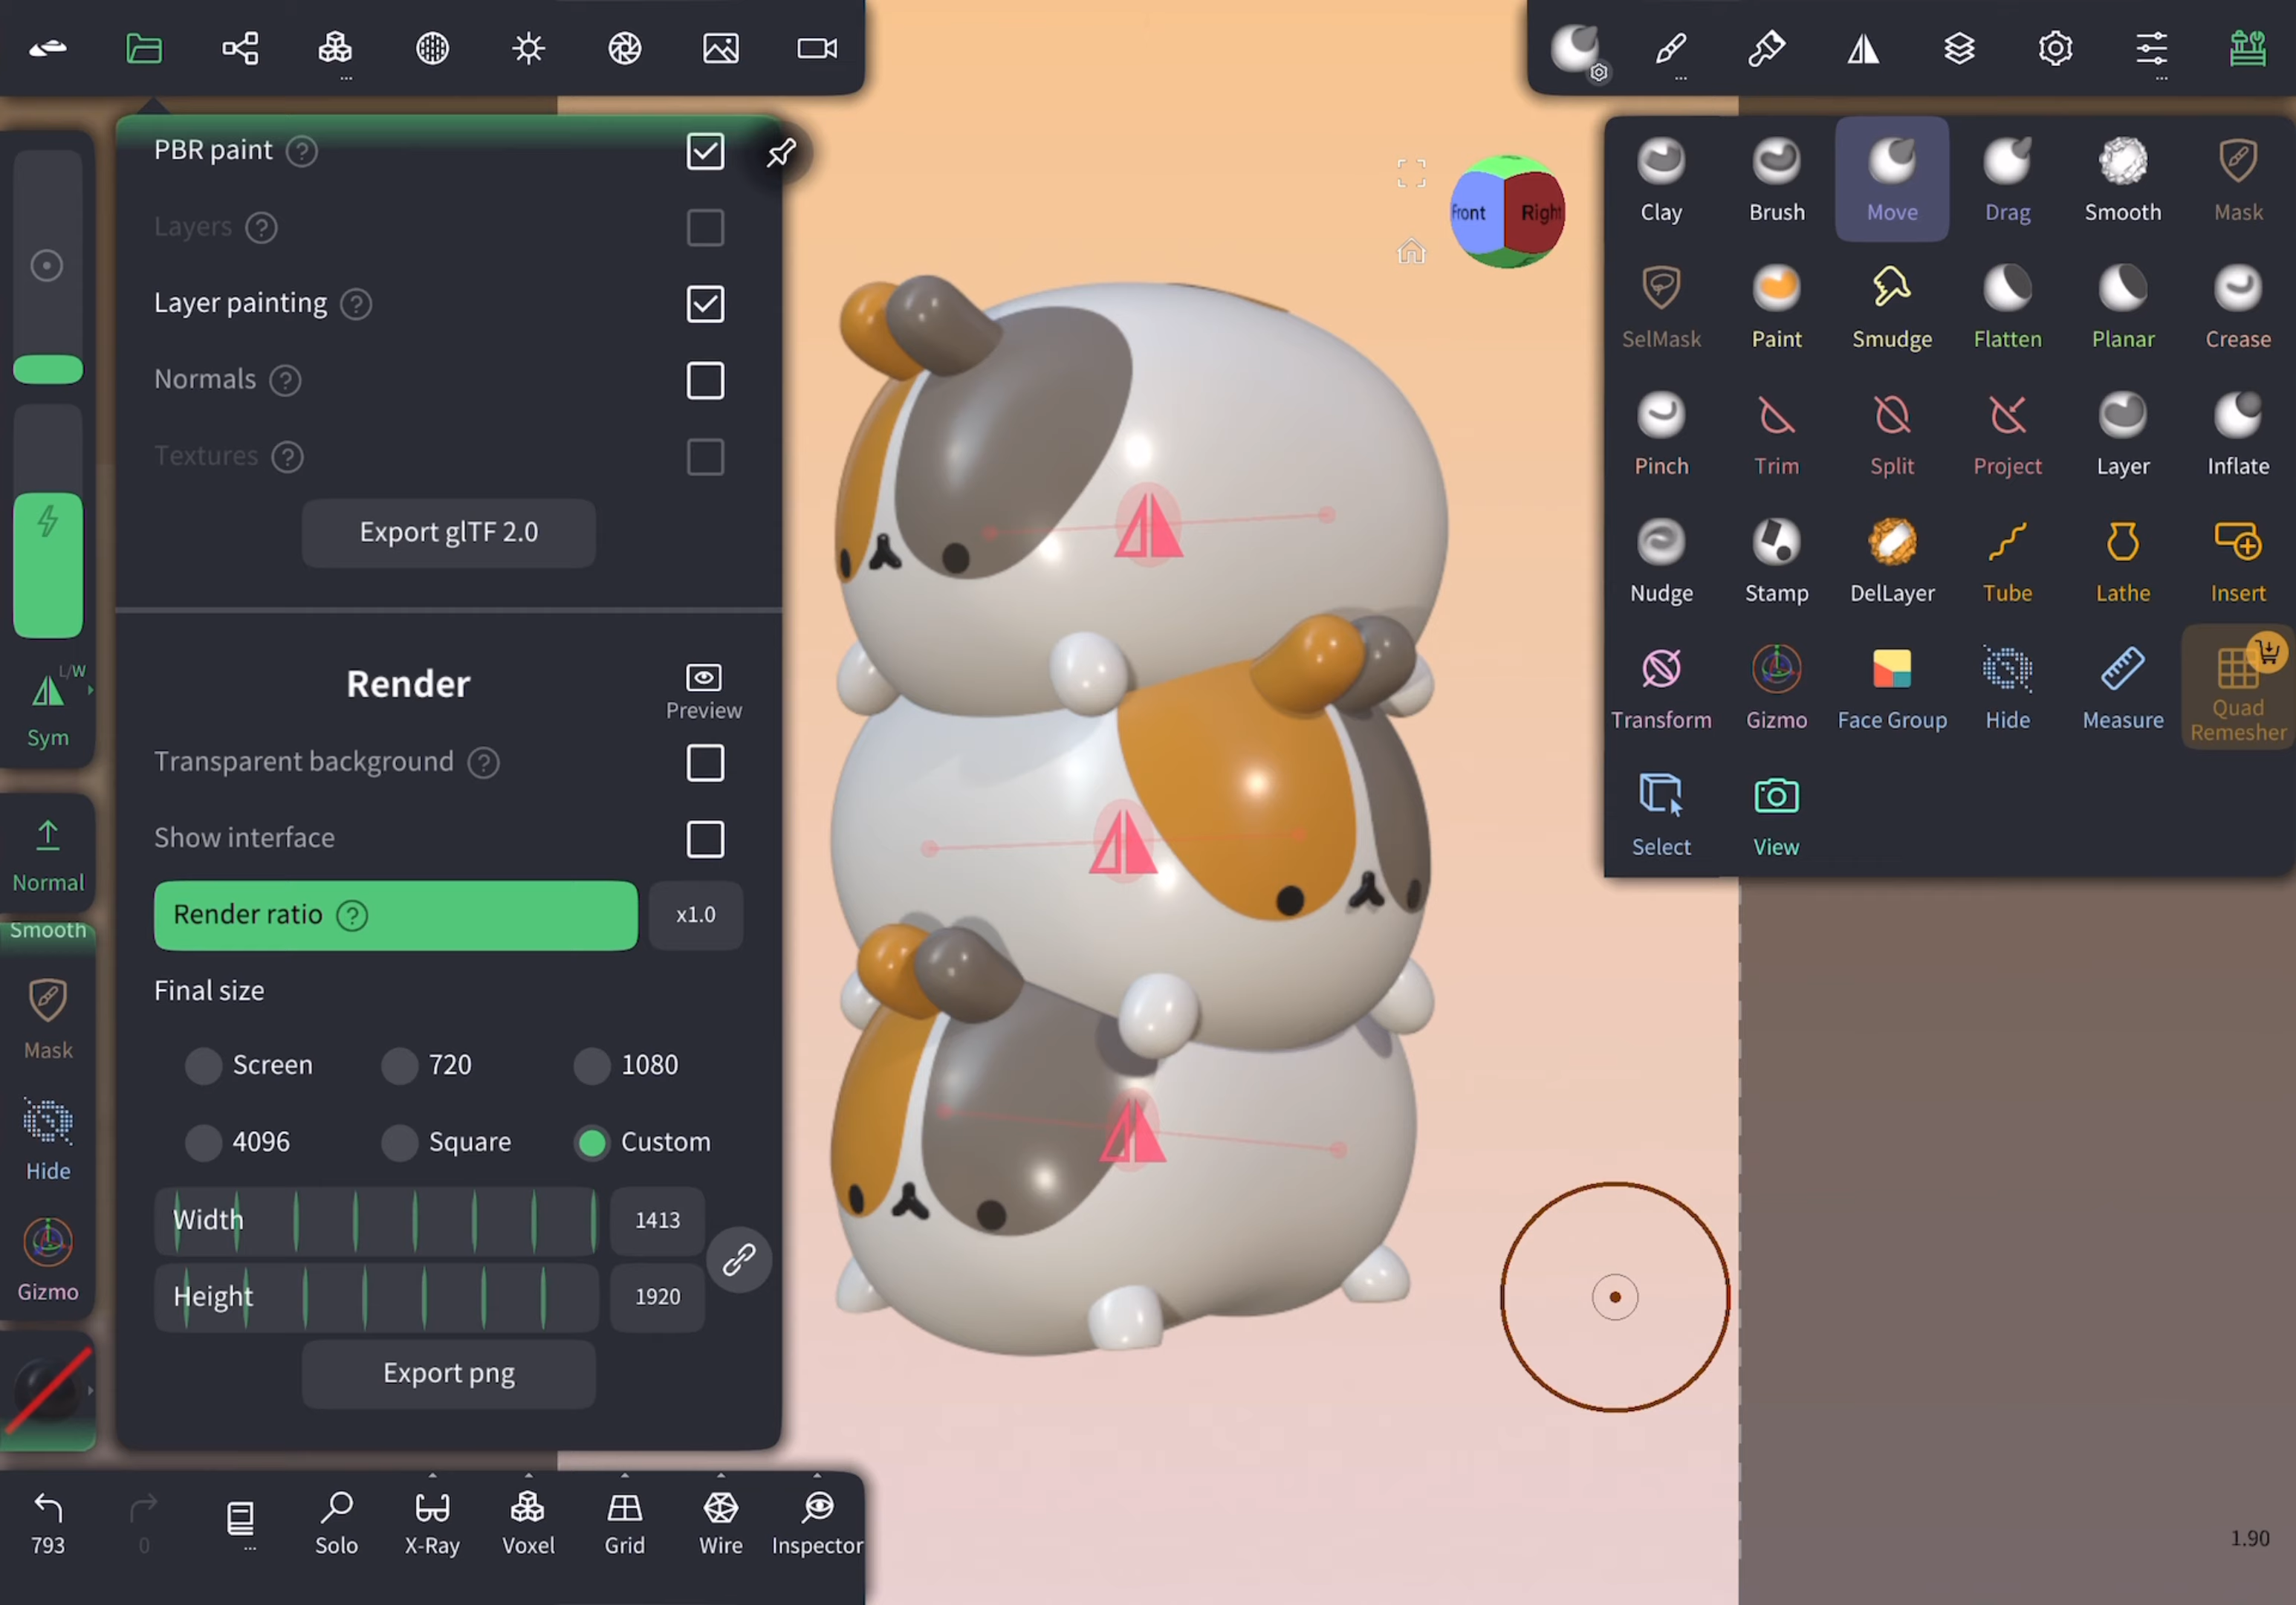 PBR paint ?
Layers ?
Layer painting ?
Normals ?
Textures ?
Export glTF 2.0
Render
Preview
Transparent background ?
Show interface
Render ratio ?
x1.0
Final size
Screen
720
1080
4096
Square
Custom
Width
1413
Height
1920
Export png
L/W
Sym
Normal
Smooth
Mask
Hide
Gizmo
793
0
...
Solo
X-Ray
Voxel
Grid
Wire
Inspector
Front
Right
Clay
Brush
Move
Drag
Smooth
Mask
SelMask
Paint
Smudge
Flatten
Planar
Crease
Pinch
Trim
Split
Project
Layer
Inflate
Nudge
Stamp
DelLayer
Tube
Lathe
Insert
Transform
Gizmo
Face Group
Hide
Measure
Quad
Remesher
Select
View
1.90